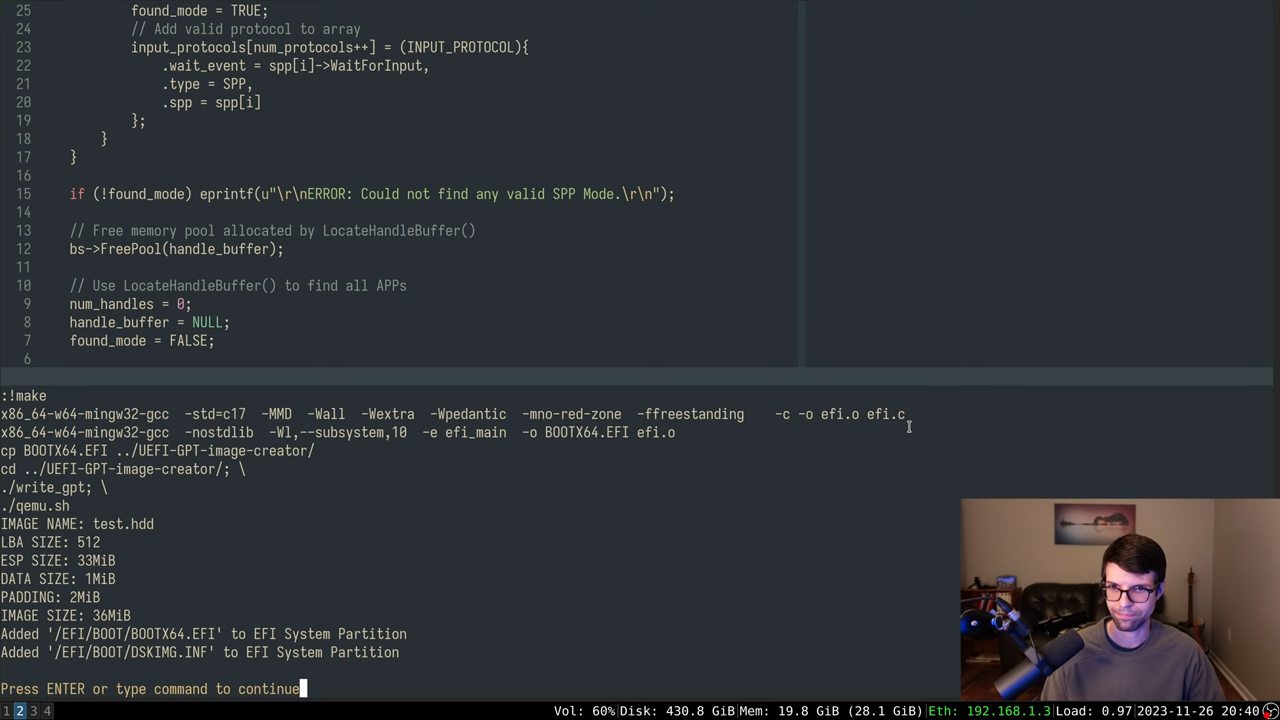 25 found_mode = TRUE;
24 // Add valid protocol to array
23 input_protocols[num_protocols++] = (INPUT_PROTOCOL){
22 .wait_event = spp[i]->WaitForInput,
21 .type = SPP,
20 .spp = spp[i]
19 };
18 }
17 }
16
15 if (!found_mode) eprintf(u"\r\nERROR: Could not find any valid SPP Mode.\r\n");
14
13 // Free memory pool allocated by LocateHandleBuffer()
12 bs->FreePool(handle_buffer);
11
10 // Use LocateHandleBuffer() to find all APPs
9 num_handles = 0;
8 handle_buffer = NULL;
7 found_mode = FALSE;
6
:!make
x86_64-w64-mingw32-gcc -std=c17 -MMD -Wall -Wextra -Wpedantic -mno-red-zone -ffreestanding -c -o efi.o efi.c
x86_64-w64-mingw32-gcc -nostdlib -Wl,--subsystem,10 -e efi_main -o BOOTX64.EFI efi.o
cp BOOTX64.EFI ../UEFI-GPT-image-creator/
cd ../UEFI-GPT-image-creator/; \
./write_gpt; \
./qemu.sh
IMAGE NAME: test.hdd
LBA SIZE: 512
ESP SIZE: 33MiB
DATA SIZE: 1MiB
PADDING: 2MiB
IMAGE SIZE: 36MiB
Added '/EFI/BOOT/BOOTX64.EFI' to EFI System Partition
Added '/EFI/BOOT/DSKIMG.INF' to EFI System Partition
Press ENTER or type command to continue
1 2 3 4 Vol: 60%|Disk: 430.8 GiB|Mem: 19.8 GiB (28.1 GiB)|Eth: 192.168.1.3|Load: 0.97|2023-11-26 20:40